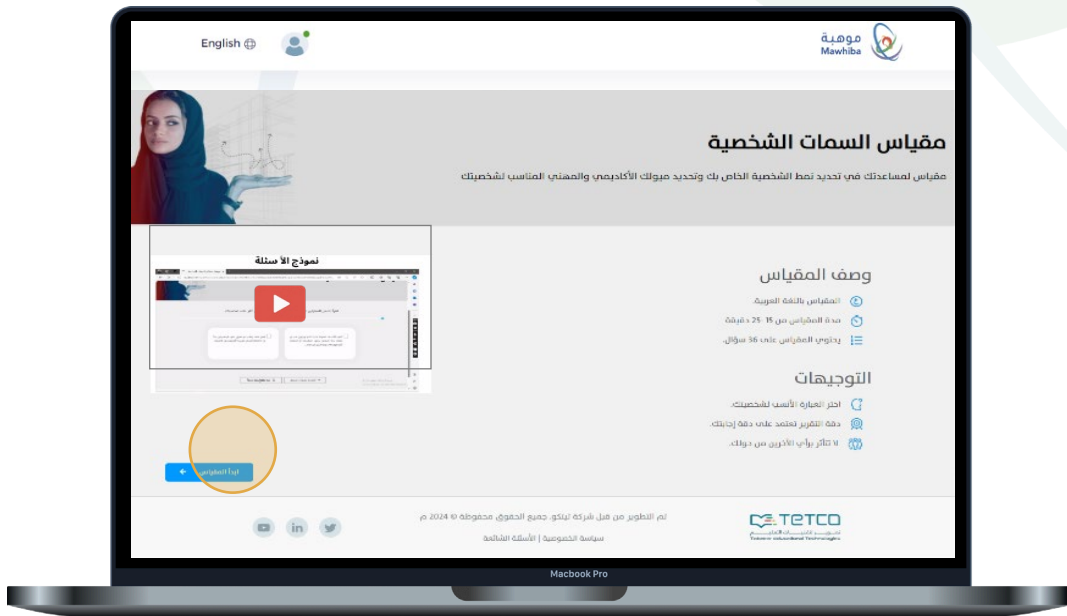 English
موهبة
Mawhiba
مقياس السمات الشخصية
مقياس لمساعدتك في تحديد نمط الشخصية الخاص بك وتحديد ميولك الأكاديمي والمهني المناسب لشخصيتك
نموذج الأ سئلة
وصف المقياس
المقياس باللغة العربية.
مدة المقياس من 15- 25 دقيقة
يحتوي المقياس على 36 سؤال.
التوجيهات
اختر العبارة الأنسب لشخصيتك.
دقة التقرير تعتمد على دقة إجابتك.
لا تتأثر برأي الآخرين من حولك.
ابدأ المقياس
تم التطوير من قبل شركة تيتكو. جميع الحقوق محفوظة © 2024 م
سياسة الخصوصية | الأسئلة الشائعة
TETCO
Macbook Pro